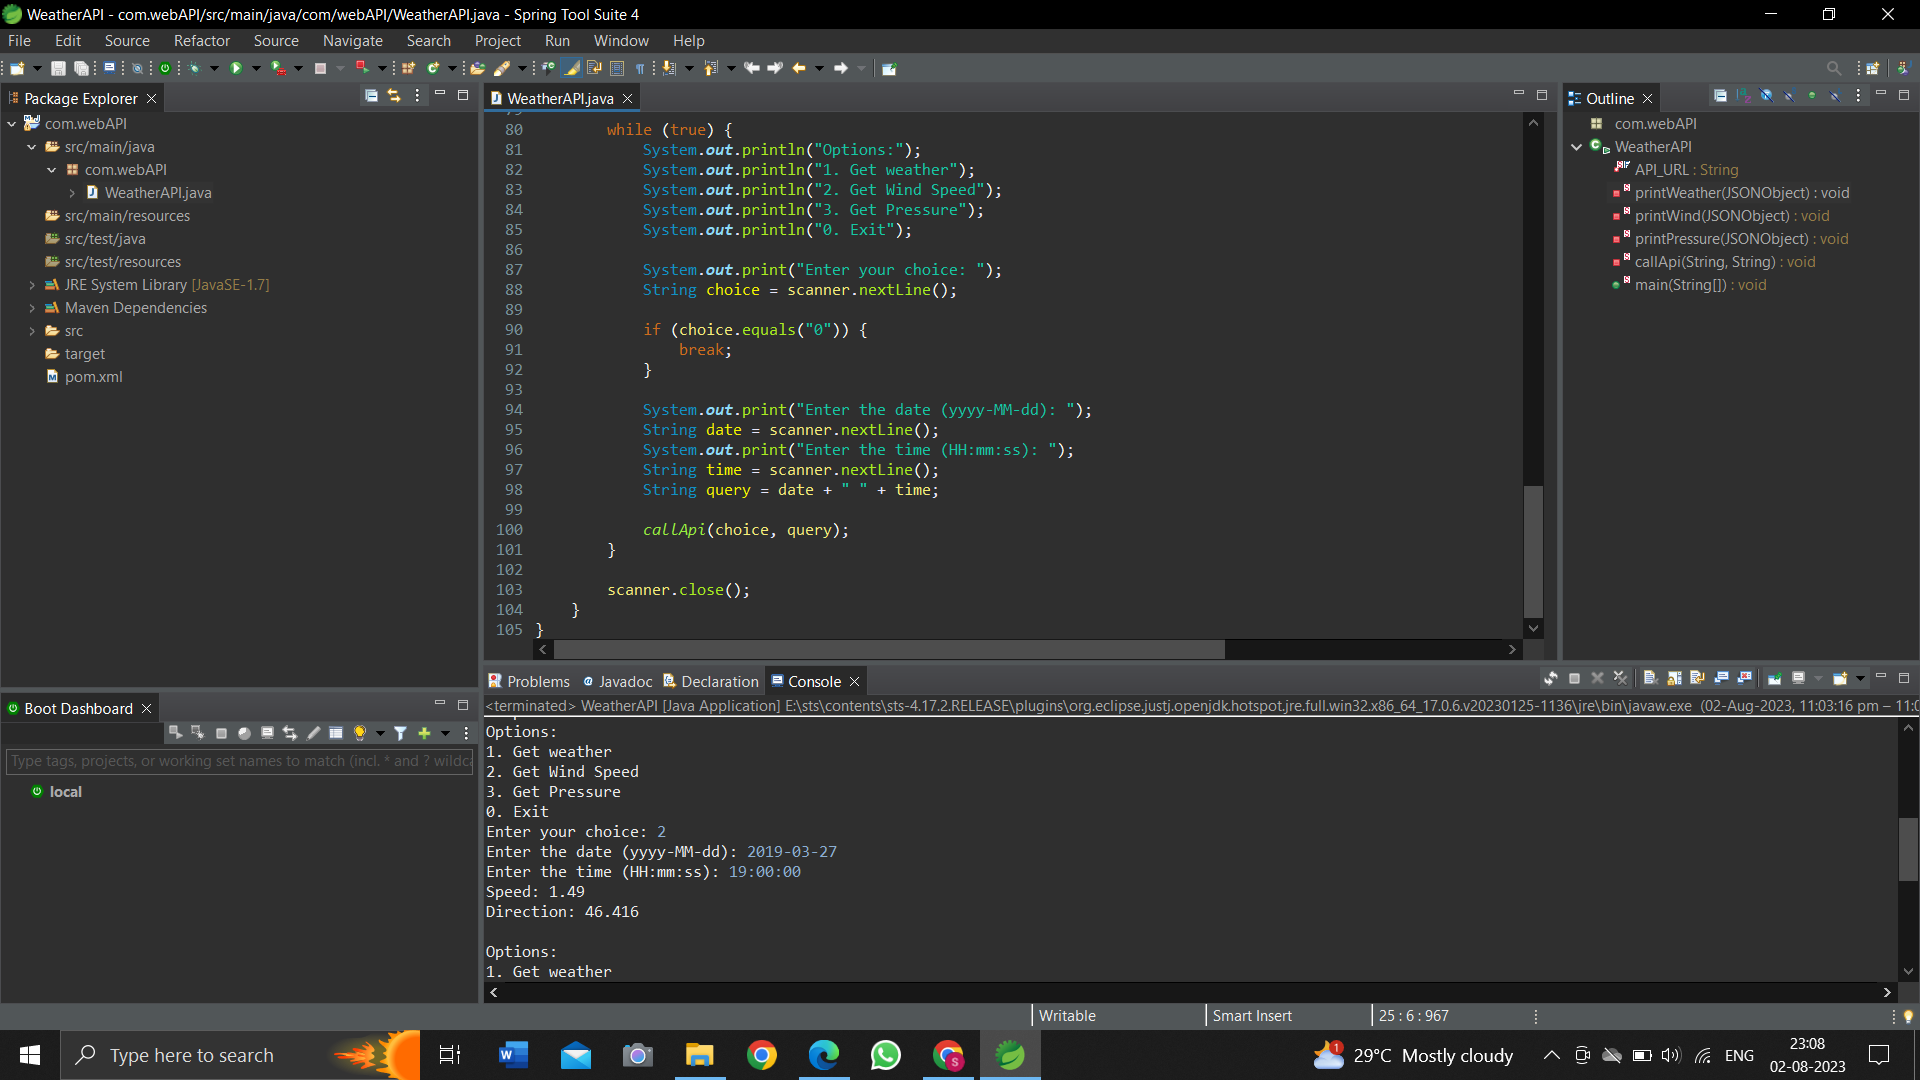 WeatherAPI - com.webAPI/src/main/java/com/webAPI/WeatherAPI.java - Spring Tool Suite 4
File Edit Source Refactor Source Navigate Search Project Run Window Help
Package Explorer
com.webAPI
src/main/java
com.webAPI
WeatherAPI.java
src/main/resources
src/test/java
src/test/resources
JRE System Library [JavaSE-1.7]
Maven Dependencies
src
target
pom.xml
WeatherAPI.java
80 while (true) {
81 System.out.println("Options:");
82 System.out.println("1. Get weather");
83 System.out.println("2. Get Wind Speed");
84 System.out.println("3. Get Pressure");
85 System.out.println("0. Exit");
86
87 System.out.print("Enter your choice: ");
88 String choice = scanner.nextLine();
89
90 if (choice.equals("0")) {
91 break;
92 }
93
94 System.out.print("Enter the date (yyyy-MM-dd): ");
95 String date = scanner.nextLine();
96 System.out.print("Enter the time (HH:mm:ss): ");
97 String time = scanner.nextLine();
98 String query = date + " " + time;
99
100 callApi(choice, query);
101 }
102
103 scanner.close();
104 }
105 }
Outline
com.webAPI
WeatherAPI
API_URL : String
printWeather(JSONObject) : void
printWind(JSONObject) : void
printPressure(JSONObject) : void
callApi(String, String) : void
main(String[]) : void
Boot Dashboard
Type tags, projects, or working set names to match (incl. * and ? wildca
local
Problems Javadoc Declaration Console
<terminated> WeatherAPI [Java Application] E:\sts\contents\sts-4.17.2.RELEASE\plugins\org.eclipse.justj.openjdk.hotspot.jre.full.win32.x86_64_17.0.6.v20230125-1136\jre\bin\javaw.exe (02-Aug-2023, 11:03:16 pm – 11:0
Options:
1. Get weather
2. Get Wind Speed
3. Get Pressure
0. Exit
Enter your choice: 2
Enter the date (yyyy-MM-dd): 2019-03-27
Enter the time (HH:mm:ss): 19:00:00
Speed: 1.49
Direction: 46.416
Options:
1. Get weather
Writable Smart Insert 25 : 6 : 967
Type here to search
29°C Mostly cloudy
ENG
23:08
02-08-2023